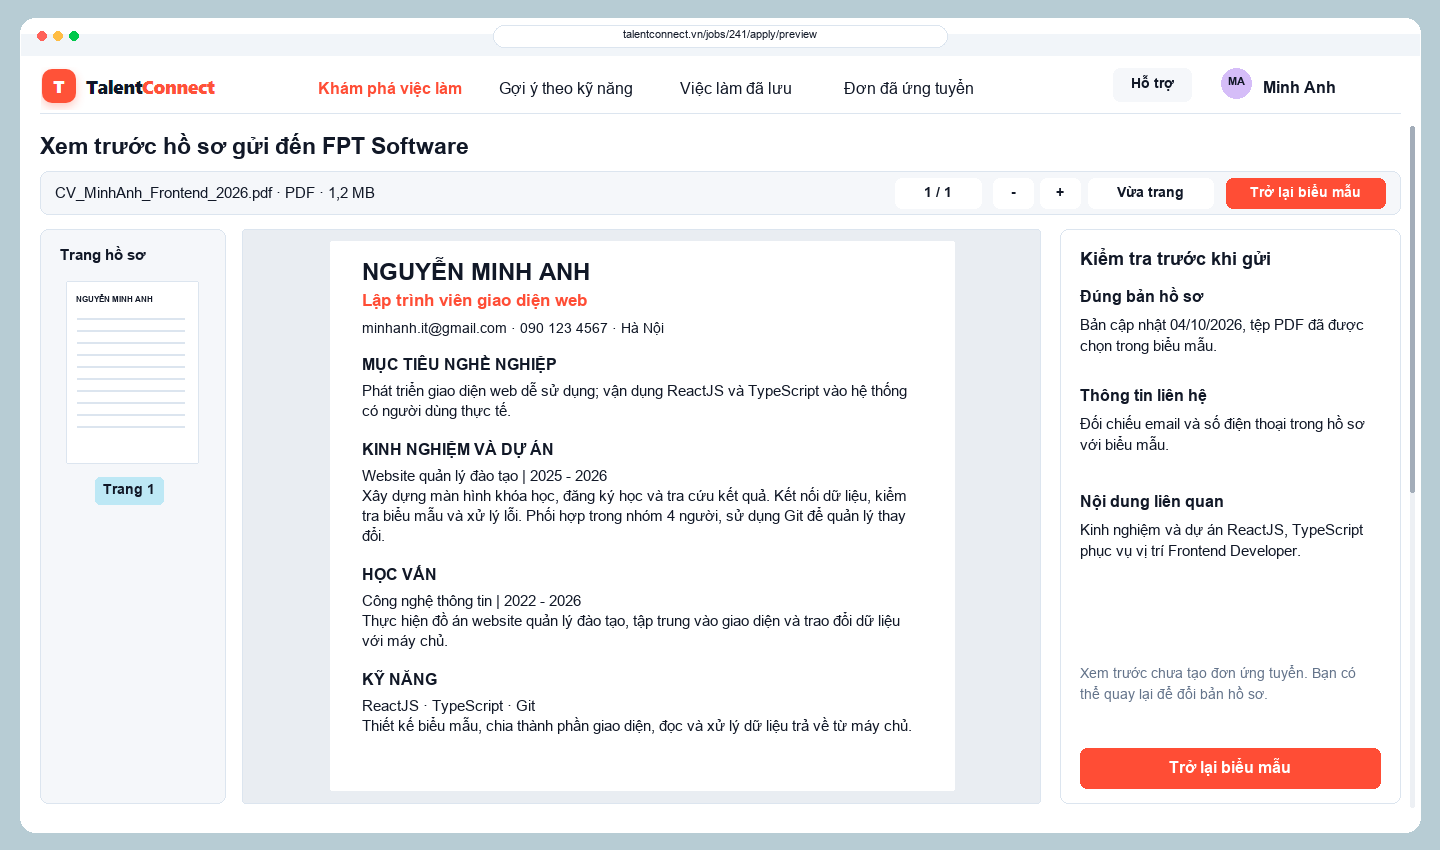 talentconnect.vn/jobs/241/apply/preview
T TalentConnect
Khám phá việc làm
Gợi ý theo kỹ năng
Việc làm đã lưu
Đơn đã ứng tuyển
Hỗ trợ
MA
Minh Anh
Xem trước hồ sơ gửi đến FPT Software
CV_MinhAnh_Frontend_2026.pdf · PDF · 1,2 MB
1 / 1
-
+
Vừa trang
Trở lại biểu mẫu
Trang hồ sơ
NGUYỄN MINH ANH
Trang 1
NGUYỄN MINH ANH
Lập trình viên giao diện web
minhanh.it@gmail.com · 090 123 4567 · Hà Nội
MỤC TIÊU NGHỀ NGHIỆP
Phát triển giao diện web dễ sử dụng; vận dụng ReactJS và TypeScript vào hệ thống
có người dùng thực tế.
KINH NGHIỆM VÀ DỰ ÁN
Website quản lý đào tạo | 2025 - 2026
Xây dựng màn hình khóa học, đăng ký học và tra cứu kết quả. Kết nối dữ liệu, kiểm
tra biểu mẫu và xử lý lỗi. Phối hợp trong nhóm 4 người, sử dụng Git để quản lý thay
đổi.
HỌC VẤN
Công nghệ thông tin | 2022 - 2026
Thực hiện đồ án website quản lý đào tạo, tập trung vào giao diện và trao đổi dữ liệu
với máy chủ.
KỸ NĂNG
ReactJS · TypeScript · Git
Thiết kế biểu mẫu, chia thành phần giao diện, đọc và xử lý dữ liệu trả về từ máy chủ.
Kiểm tra trước khi gửi
Đúng bản hồ sơ
Bản cập nhật 04/10/2026, tệp PDF đã được
chọn trong biểu mẫu.
Thông tin liên hệ
Đối chiếu email và số điện thoại trong hồ sơ
với biểu mẫu.
Nội dung liên quan
Kinh nghiệm và dự án ReactJS, TypeScript
phục vụ vị trí Frontend Developer.
Xem trước chưa tạo đơn ứng tuyển. Bạn có
thể quay lại để đổi bản hồ sơ.
Trở lại biểu mẫu